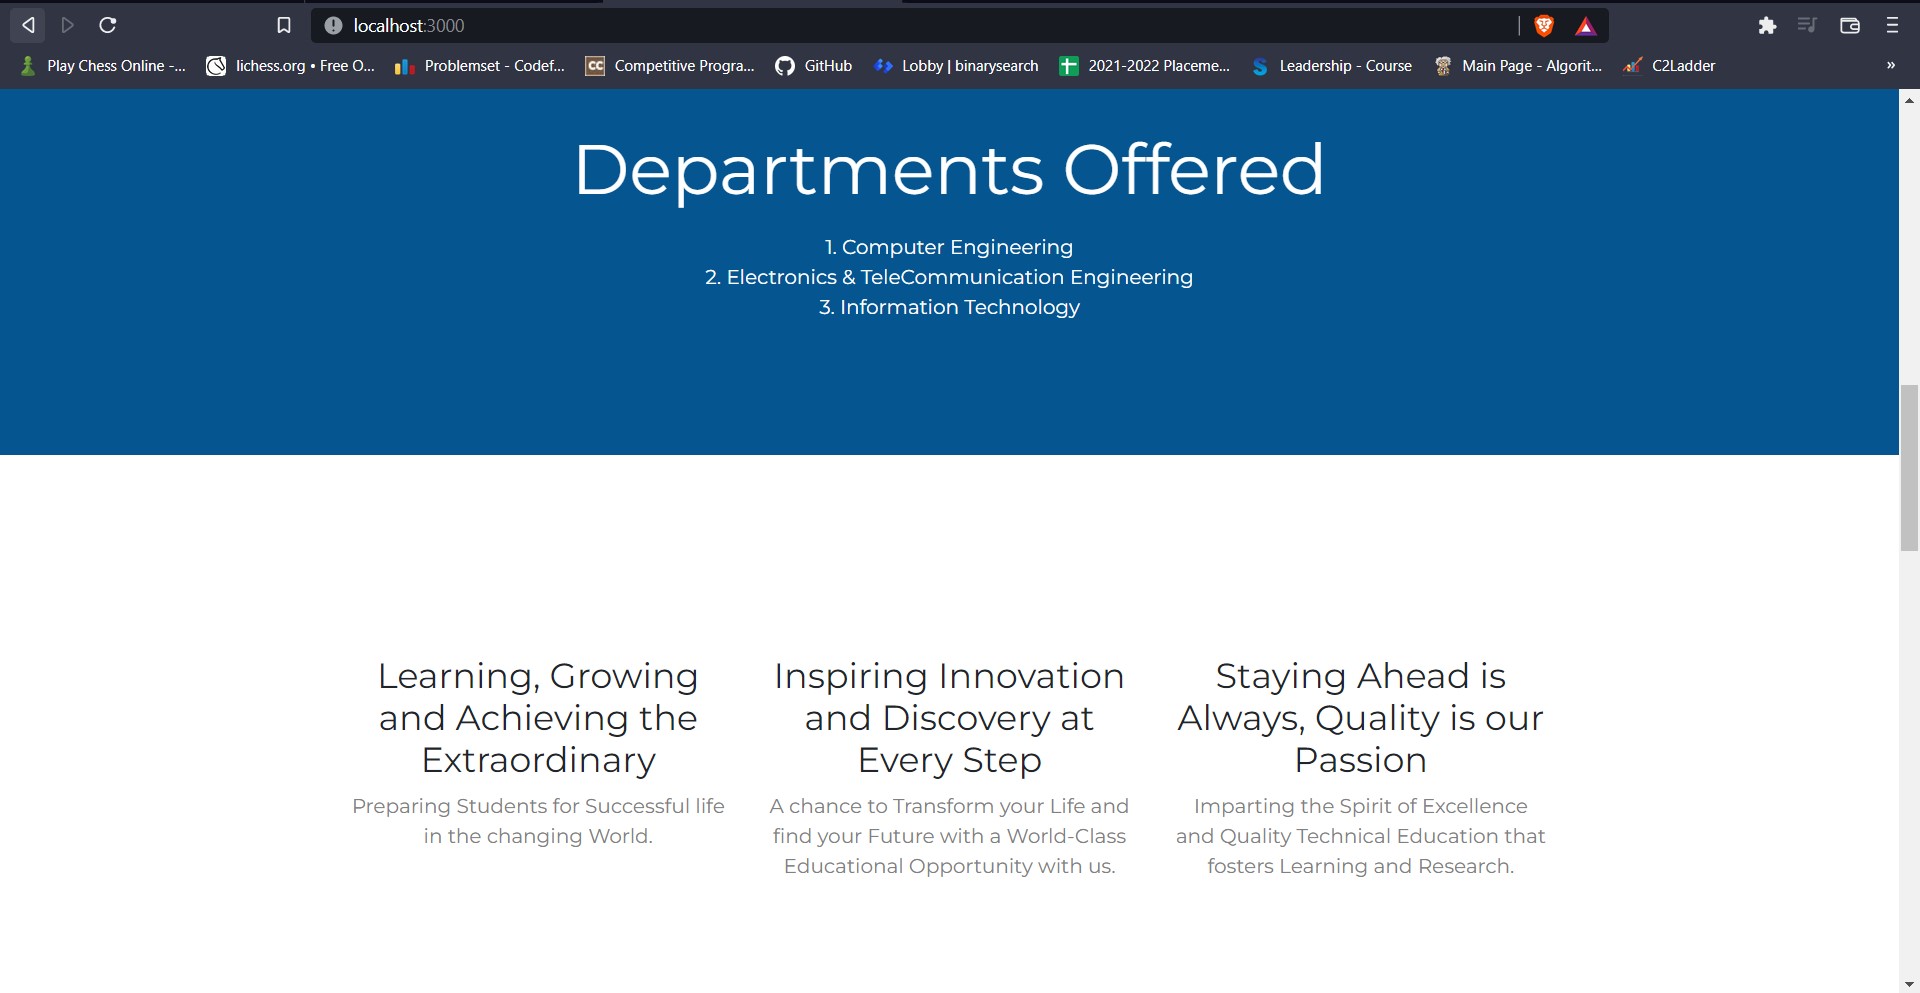 localhost:3000
Play Chess Online -... lichess.org • Free O... Problemset - Codef... CC Competitive Progra... GitHub Lobby | binarysearch 2021-2022 Placeme... Leadership - Course Main Page - Algorit... C2Ladder »
Departments Offered
1. Computer Engineering
2. Electronics & TeleCommunication Engineering
3. Information Technology
Learning, Growing
and Achieving the
Extraordinary
Preparing Students for Successful life
in the changing World.
Inspiring Innovation
and Discovery at
Every Step
A chance to Transform your Life and
find your Future with a World-Class
Educational Opportunity with us.
Staying Ahead is
Always, Quality is our
Passion
Imparting the Spirit of Excellence
and Quality Technical Education that
fosters Learning and Research.